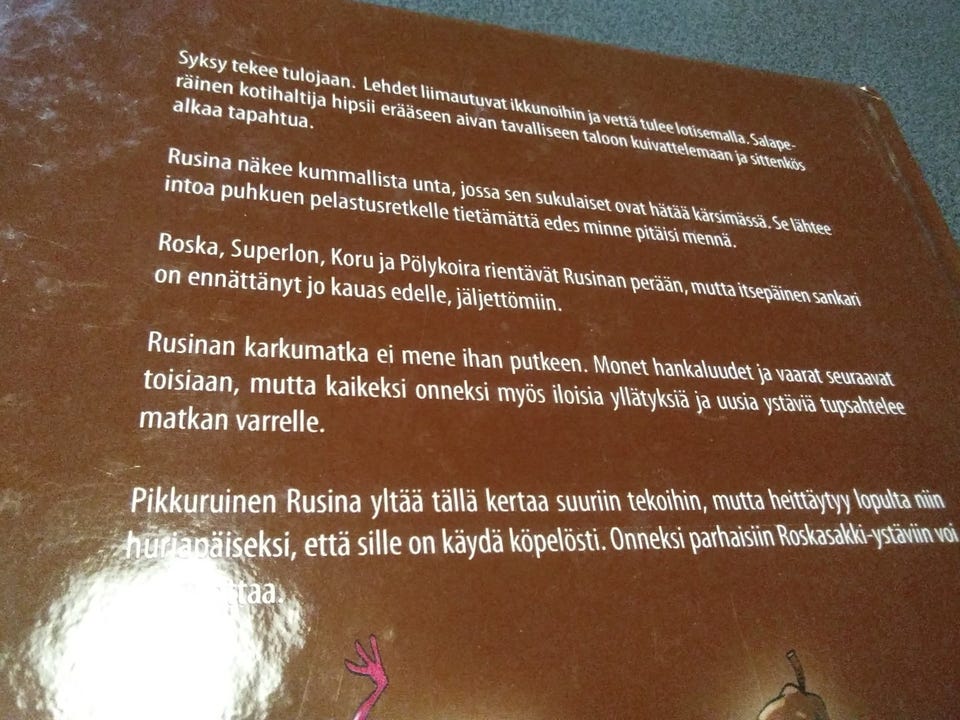 Syksy tekee tulojaan. Lehdet liimautuvat ikkunoihin ja vettä tulee lotisemalla. Salape-
räinen kotihaltija hipsii erääseen aivan tavalliseen taloon kuivattelemaan ja sittenkös
alkaa tapahtua.
Rusina näkee kummallista unta, jossa sen sukulaiset ovat hätää kärsimässä. Se lähtee
intoa puhkuen pelastusretkelle tietämättä edes minne pitäisi mennä.
Roska, Superlon, Koru ja Pölykoira rientävät Rusinan perään, mutta itsepäinen sankari
on ennättänyt jo kauas edelle, jäljettömiin.
Rusinan karkumatka ei mene ihan putkeen. Monet hankaluudet ja vaarat seuraavat
toisiaan, mutta kaikeksi onneksi myös iloisia yllätyksiä ja uusia ystäviä tupsahtelee
matkan varrelle.
Pikkuruinen Rusina yltää tällä kertaa suuriin tekoihin, mutta heittäytyy lopulta niin
hurjapäiseksi, että sille on käydä köpelösti. Onneksi parhaisiin Roskasakki-ystäviin voi